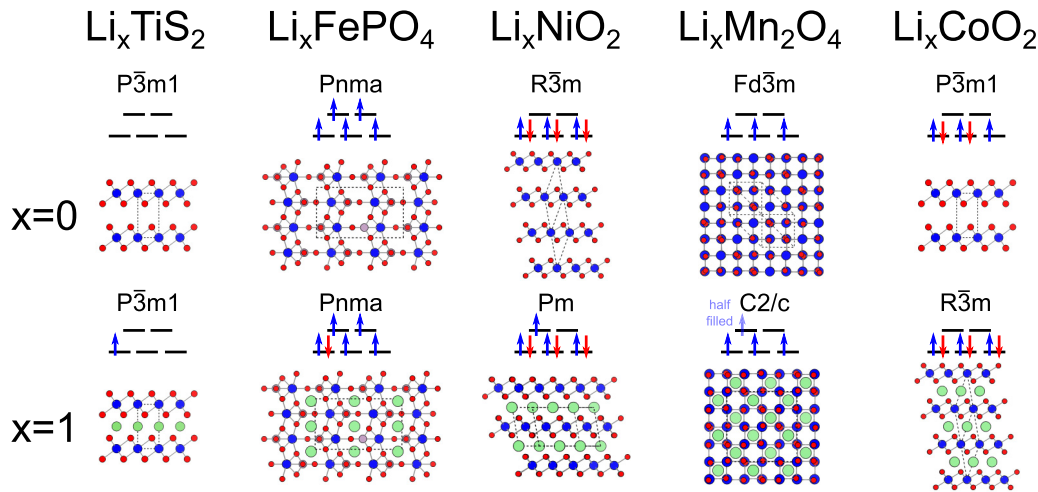 LiₓTiS₂ LiₓFePO₄ LiₓNiO₂ LiₓMn₂O₄ LiₓCoO₂
P3̅m1 Pnma R3̅m Fd3̅m P3̅m1
x=0
P3̅m1 Pnma Pm half filled C2/c R3̅m
x=1